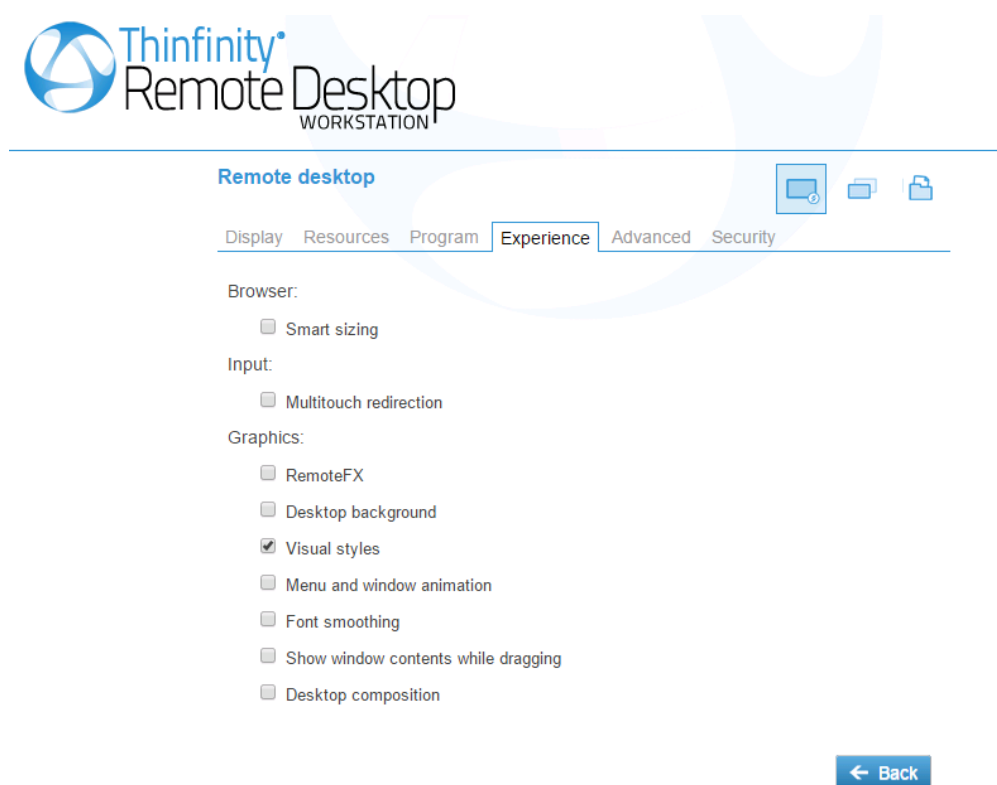 Thinfinity®
Remote Desktop
WORKSTATION
Remote desktop
Display Resources Program Experience Advanced Security
Browser:
Smart sizing
Input:
Multitouch redirection
Graphics:
RemoteFX
Desktop background
Visual styles
Menu and window animation
Font smoothing
Show window contents while dragging
Desktop composition
← Back